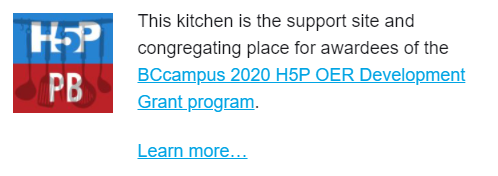 H5P
PB
This kitchen is the support site and
congregating place for awardees of the
BCcampus 2020 H5P OER Development
Grant program.
Learn more…